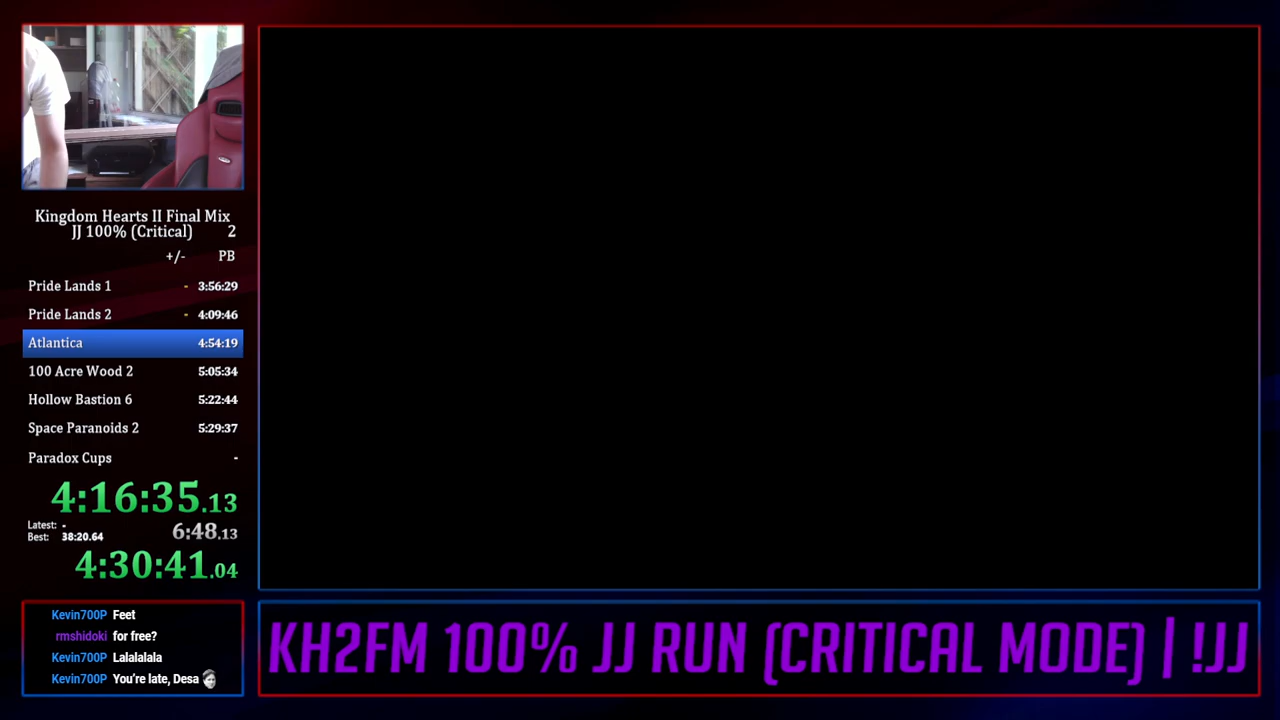 Kingdom Hearts II Final Mix
JJ 100% (Critical) 2
+/- PB
Pride Lands 1 - 3:56:29
Pride Lands 2 - 4:09:46
Atlantica 4:54:19
100 Acre Wood 2 5:05:34
Hollow Bastion 6 5:22:44
Space Paranoids 2 5:29:37
Paradox Cups -
4:16:35.13
Latest: -
Best: 38:20.64
6:48.13
4:30:41.04
Kevin700P Feet
rmshidoki for free?
Kevin700P Lalalalala
Kevin700P You're late, Desa
KH2FM 100% JJ RUN (CRITICAL MODE) | !JJ